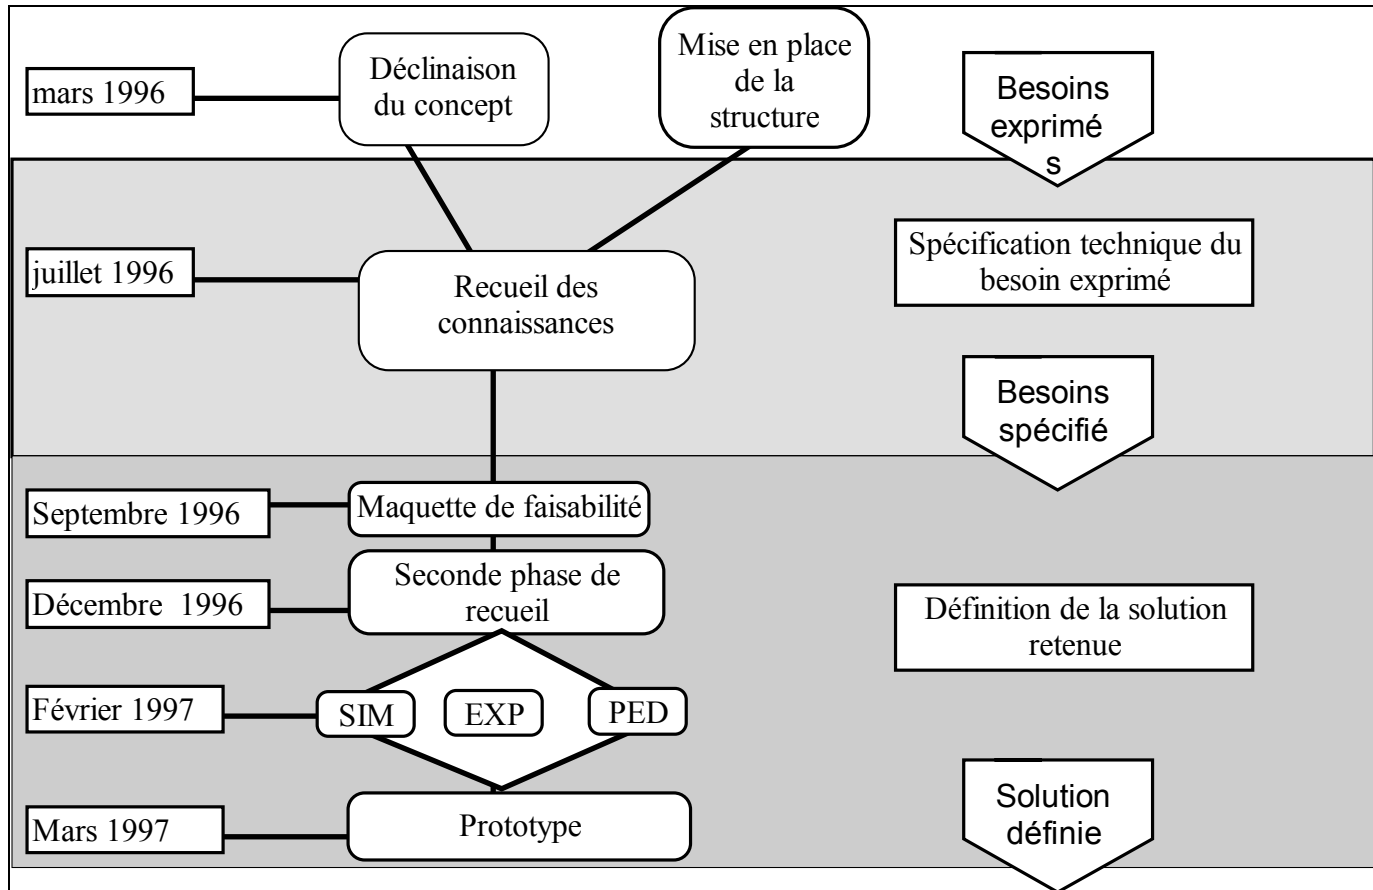 mars 1996
Déclinaison
du concept
Mise en place
de la
structure
Besoins
exprimé
s
juillet 1996
Recueil des
connaissances
Spécification technique du
besoin exprimé
Besoins
spécifié
Septembre 1996
Maquette de faisabilité
Décembre 1996
Seconde phase de
recueil
Définition de la solution
retenue
Février 1997
SIM
EXP
PED
Mars 1997
Prototype
Solution
définie